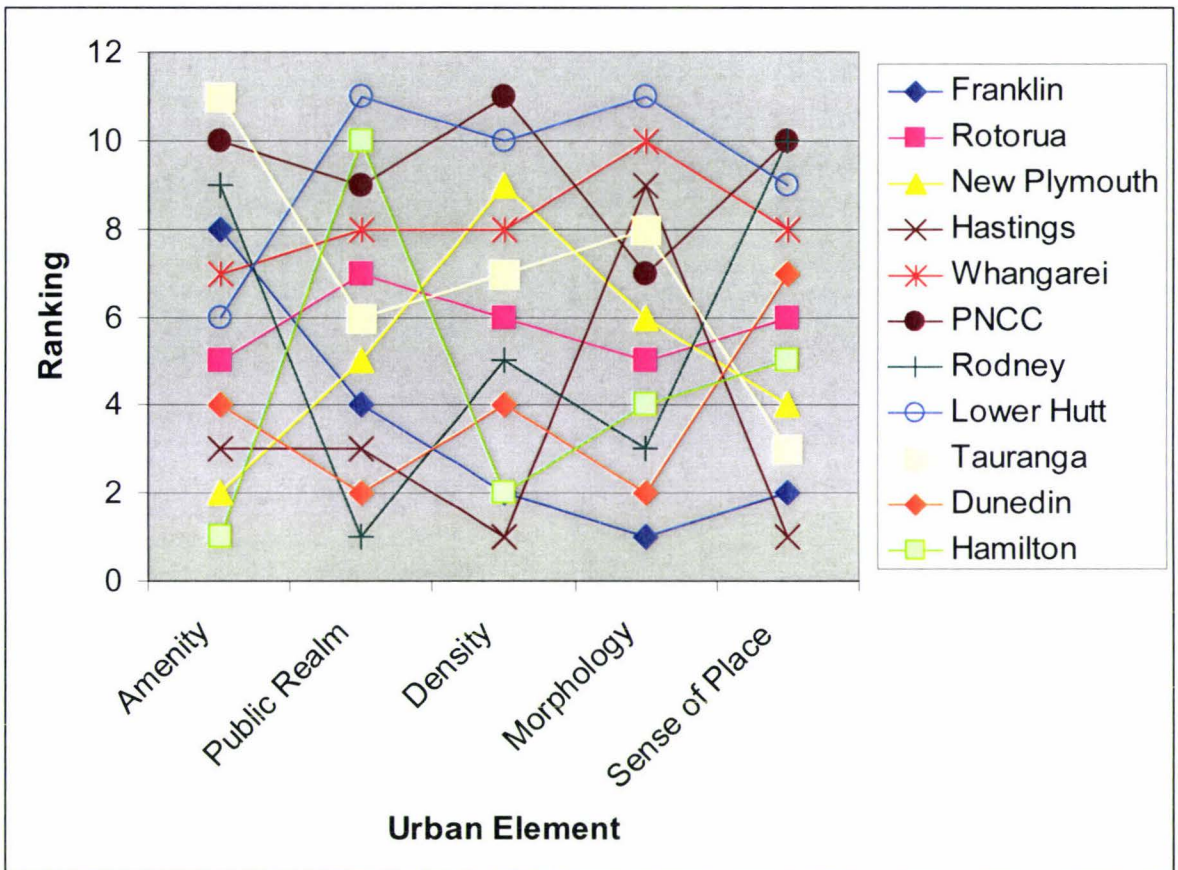 12
10
8
6
4
2
0
Ranking
Amenity
Public Realm
Density
Morphology
Sense of Place
Urban Element
Franklin
Rotorua
New Plymouth
Hastings
Whangarei
PNCC
Rodney
Lower Hutt
Tauranga
Dunedin
Hamilton